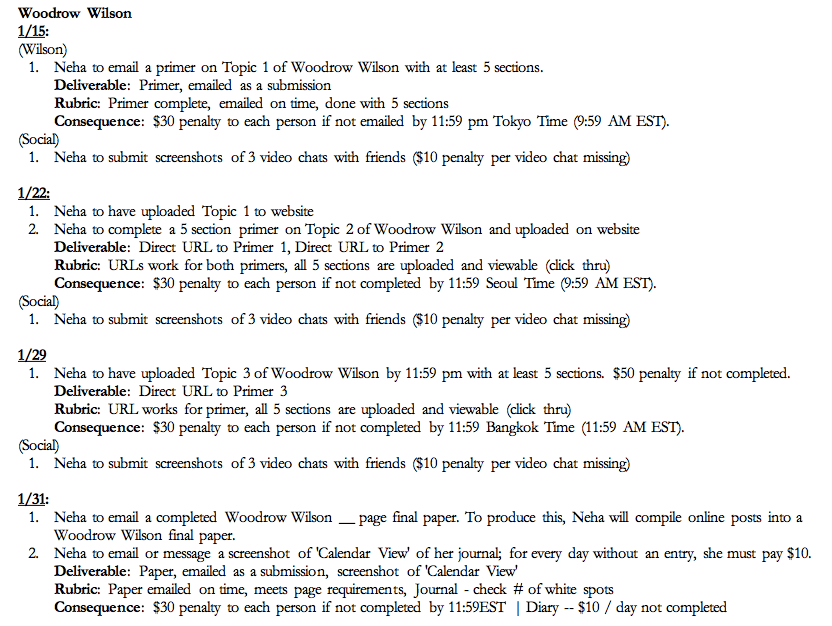 Woodrow Wilson
1/15:
(Wilson)
1. Neha to email a primer on Topic 1 of Woodrow Wilson with at least 5 sections.
Deliverable: Primer, emailed as a submission
Rubric: Primer complete, emailed on time, done with 5 sections
Consequence: $30 penalty to each person if not emailed by 11:59 pm Tokyo Time (9:59 AM EST).
(Social)
1. Neha to submit screenshots of 3 video chats with friends ($10 penalty per video chat missing)
1/22:
1. Neha to have uploaded Topic 1 to website
2. Neha to complete a 5 section primer on Topic 2 of Woodrow Wilson and uploaded on website
Deliverable: Direct URL to Primer 1, Direct URL to Primer 2
Rubric: URLs work for both primers, all 5 sections are uploaded and viewable (click thru)
Consequence: $30 penalty to each person if not completed by 11:59 Seoul Time (9:59 AM EST).
(Social)
1. Neha to submit screenshots of 3 video chats with friends ($10 penalty per video chat missing)
1/29
1. Neha to have uploaded Topic 3 of Woodrow Wilson by 11:59 pm with at least 5 sections. $50 penalty if not completed.
Deliverable: Direct URL to Primer 3
Rubric: URL works for primer, all 5 sections are uploaded and viewable (click thru)
Consequence: $30 penalty to each person if not completed by 11:59 Bangkok Time (11:59 AM EST).
(Social)
1. Neha to submit screenshots of 3 video chats with friends ($10 penalty per video chat missing)
1/31:
1. Neha to email a completed Woodrow Wilson __ page final paper. To produce this, Neha will compile online posts into a
Woodrow Wilson final paper.
2. Neha to email or message a screenshot of 'Calendar View' of her journal; for every day without an entry, she must pay $10.
Deliverable: Paper, emailed as a submission, screenshot of 'Calendar View'
Rubric: Paper emailed on time, meets page requirements, Journal - check # of white spots
Consequence: $30 penalty to each person if not completed by 11:59EST | Diary -- $10 / day not completed